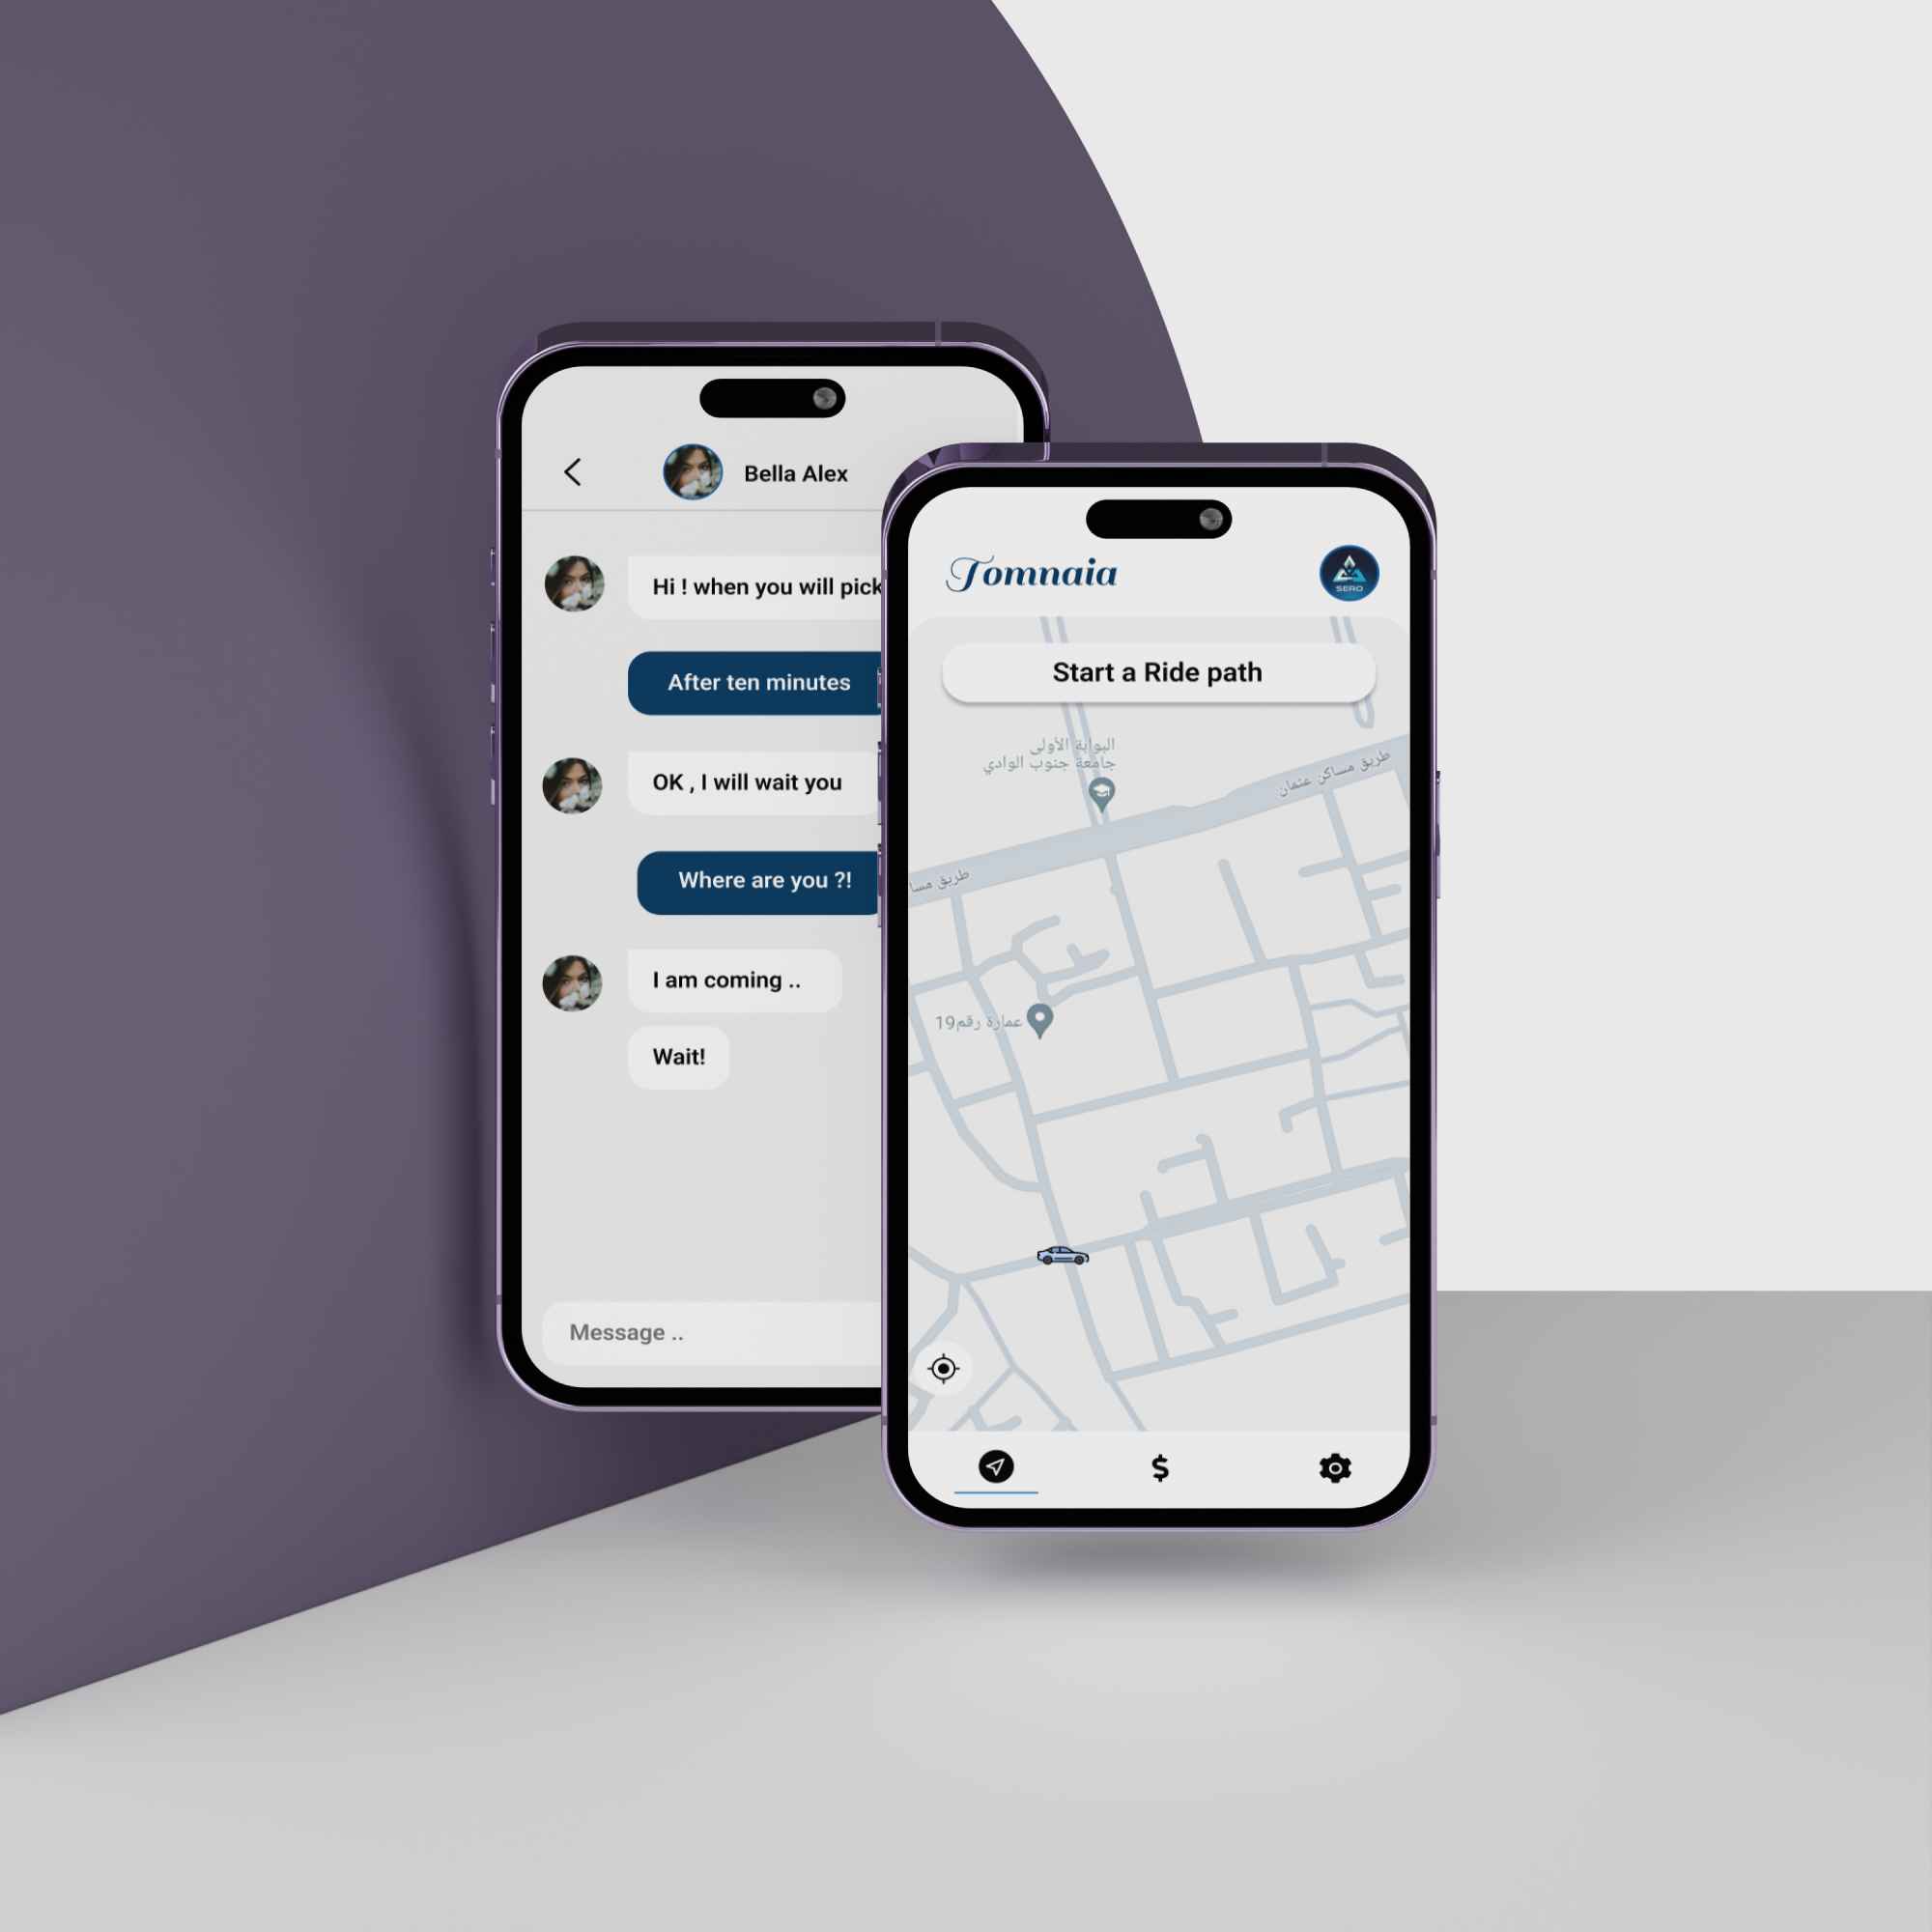 Bella Alex
Hi ! when you will pick
After ten minutes
OK , I will wait you
Where are you ?!
I am coming ..
Wait!
Message ..
Tomnaia
SERO
Start a Ride path
البوابة الأولى
جامعة جنوب الوادي
طريق مساكن عثمان
طريق مسا
عمارة رقم19
$